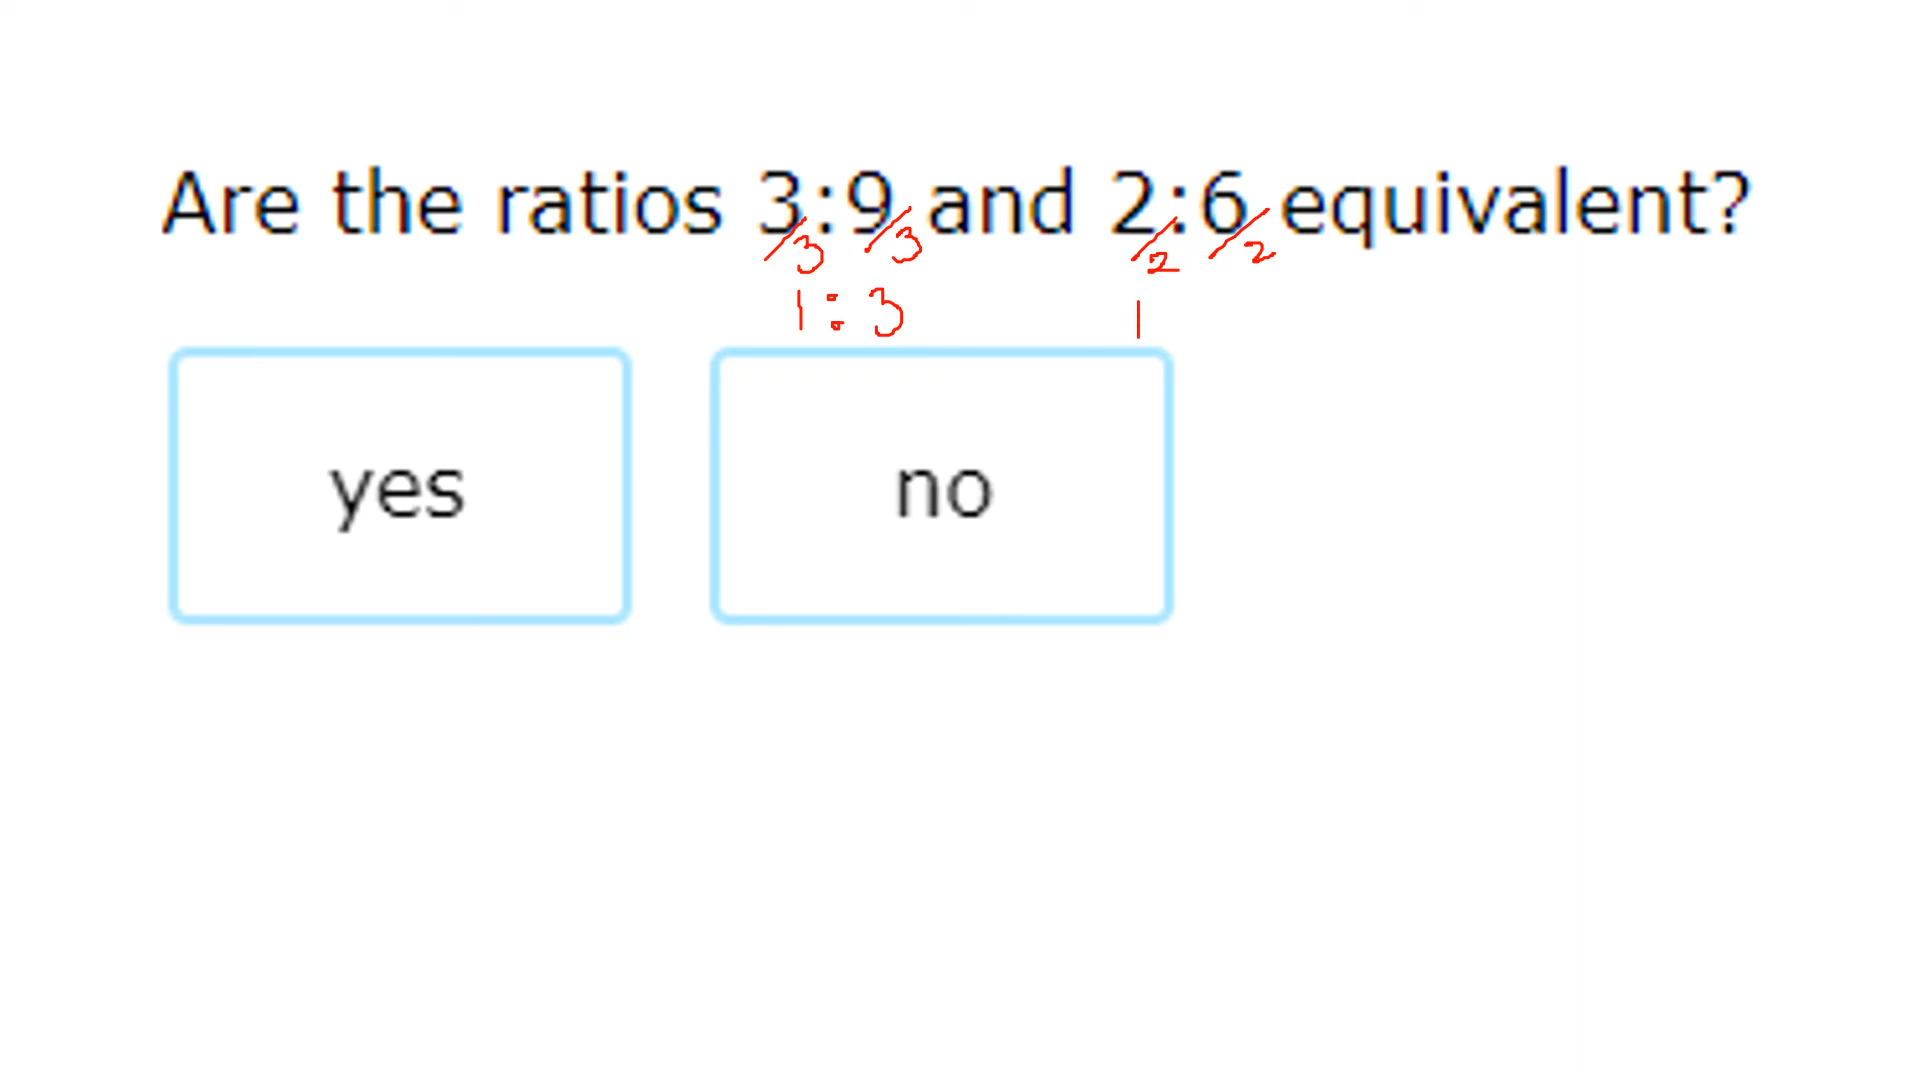 Are the ratios 3:9 and 2:6 equivalent?
/3 /3 /2 /2
1:3 1
yes no